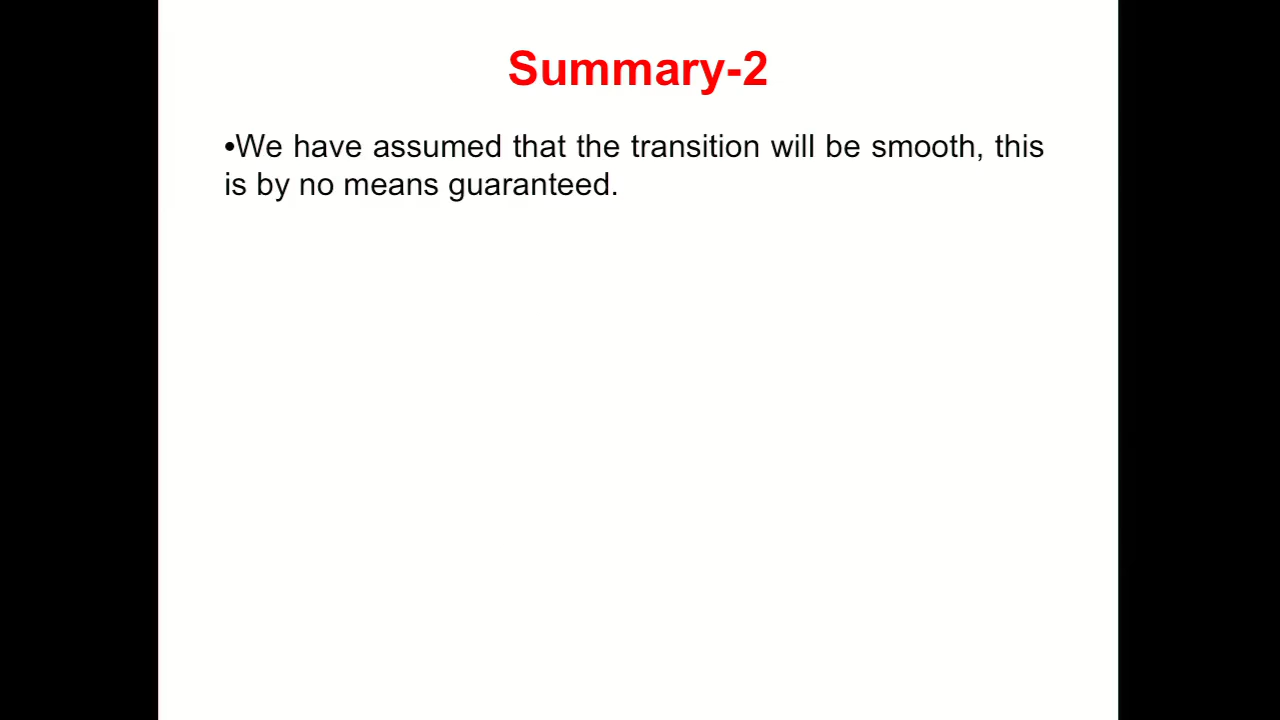 Summary-2
•We have assumed that the transition will be smooth, this
is by no means guaranteed.